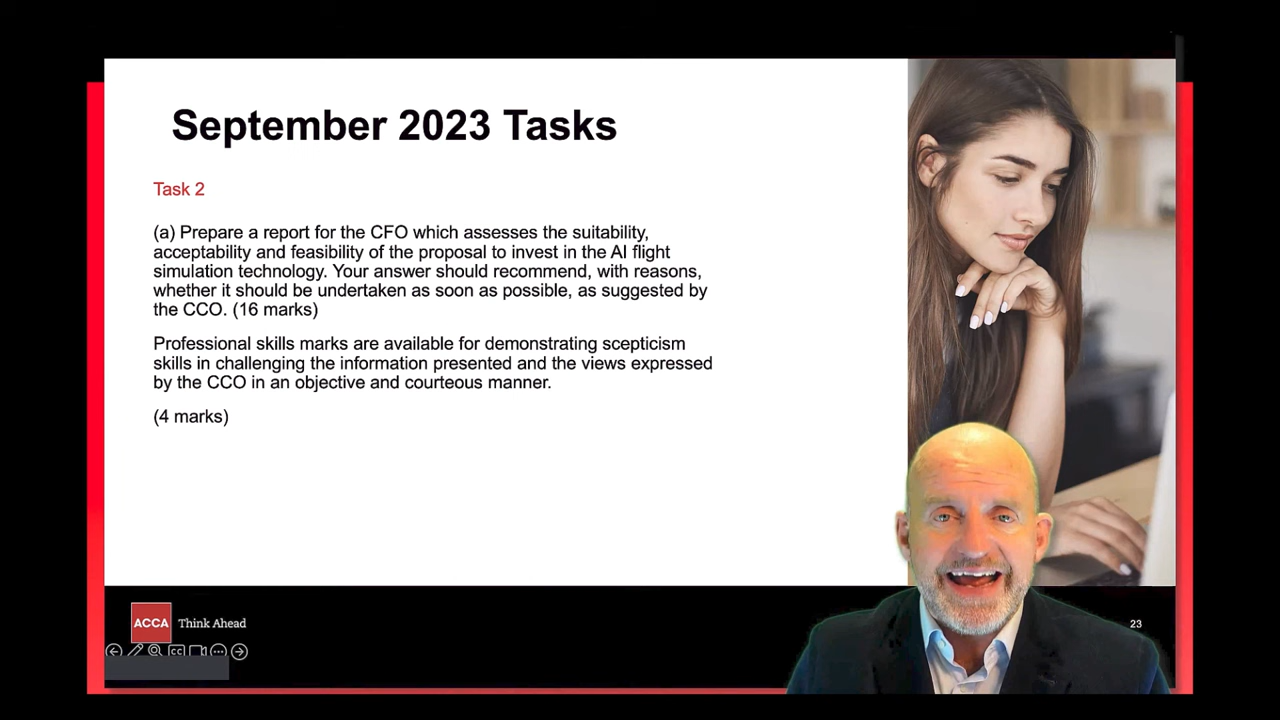 September 2023 Tasks
Task 2
(a) Prepare a report for the CFO which assesses the suitability,
acceptability and feasibility of the proposal to invest in the AI flight
simulation technology. Your answer should recommend, with reasons,
whether it should be undertaken as soon as possible, as suggested by
the CCO. (16 marks)
Professional skills marks are available for demonstrating scepticism
skills in challenging the information presented and the views expressed
by the CCO in an objective and courteous manner.
(4 marks)
ACCA Think Ahead
23
CC